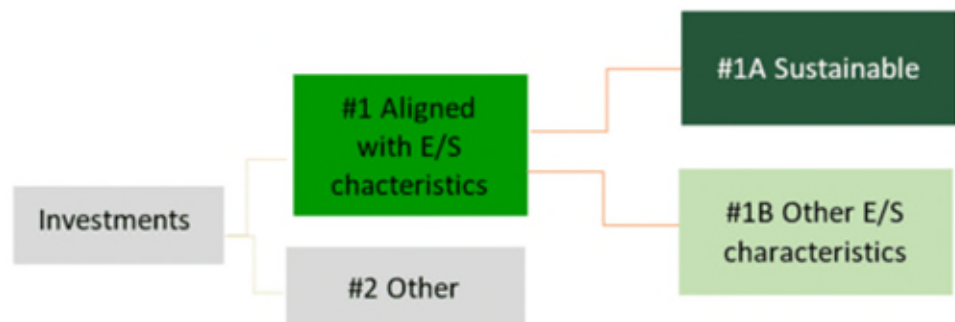 #1A Sustainable
#1 Aligned
with E/S
chacteristics
#1B Other E/S
characteristics
Investments
#2 Other